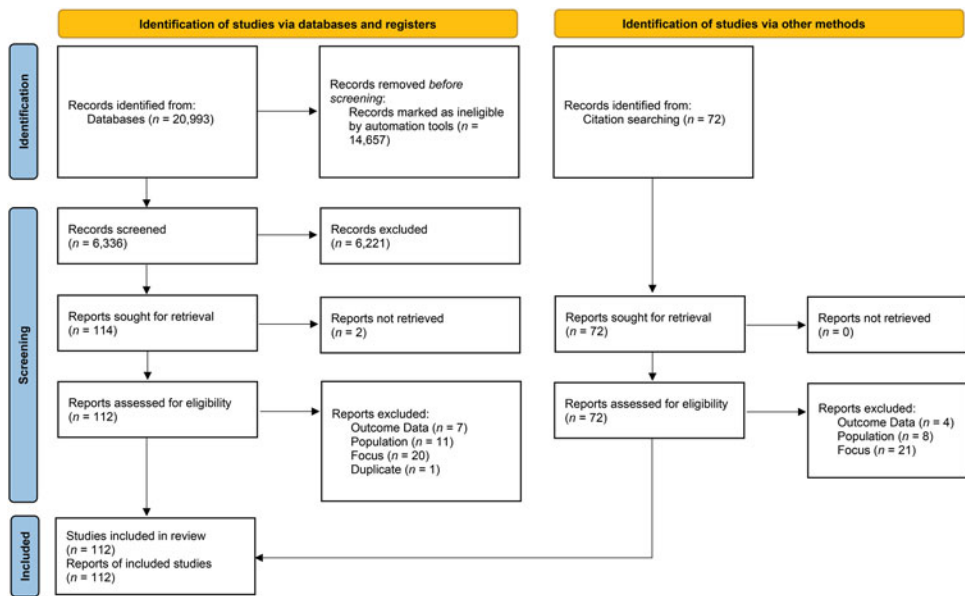 Identification of studies via databases and registers
Identification of studies via other methods
Identification
Records identified from:
Databases (n = 20,993)
Records removed before
screening:
Records marked as ineligible
by automation tools (n =
14,657)
Records identified from:
Citation searching (n = 72)
Screening
Records screened
(n = 6,336)
Records excluded
(n = 6,221)
Reports sought for retrieval
(n = 114)
Reports not retrieved
(n = 2)
Reports sought for retrieval
(n = 72)
Reports not retrieved
(n = 0)
Reports assessed for eligibility
(n = 112)
Reports excluded:
Outcome Data (n = 7)
Population (n = 11)
Focus (n = 20)
Duplicate (n = 1)
Reports assessed for eligibility
(n = 72)
Reports excluded:
Outcome Data (n = 4)
Population (n = 8)
Focus (n = 21)
Included
Studies included in review
(n = 112)
Reports of included studies
(n = 112)